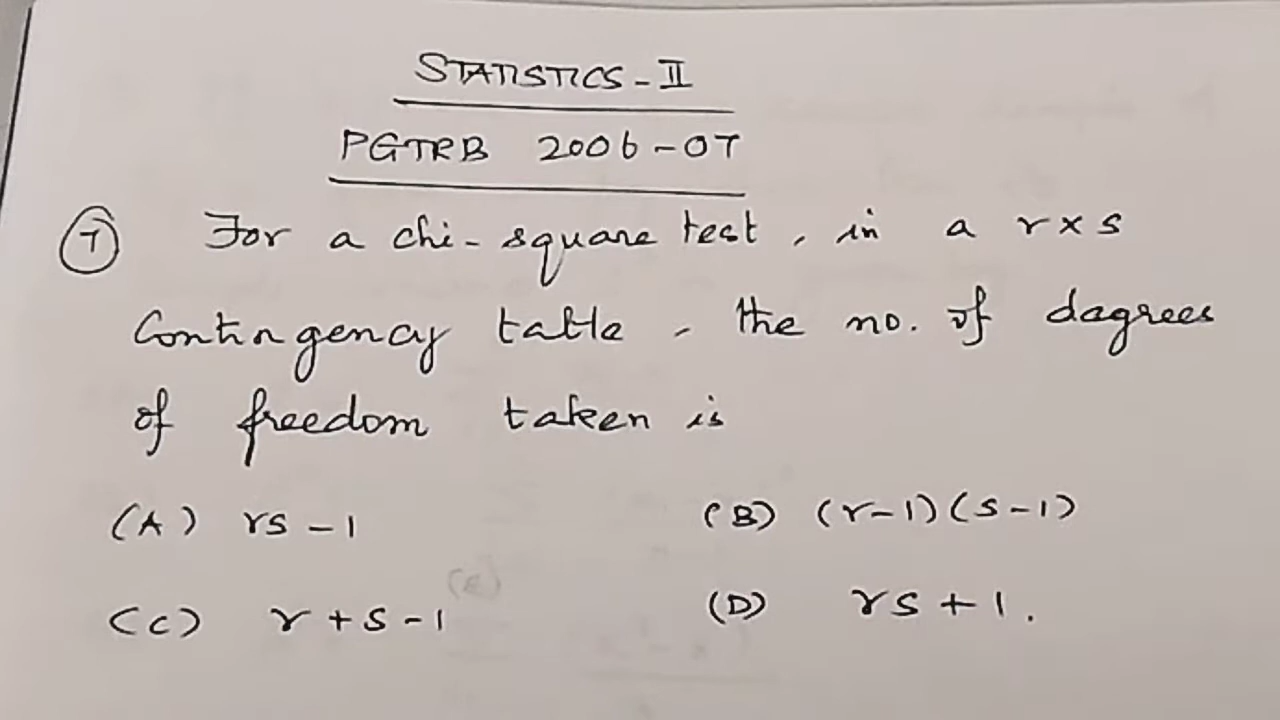 STATISTICS-II
PGTRB 2006-07
7 For a chi-square test, in a r×s
Contingency table, the no. of dagrees
of freedom taken is
(A) rs-1 (B) (r-1)(s-1)
(C) r+s-1 (D) rs+1.